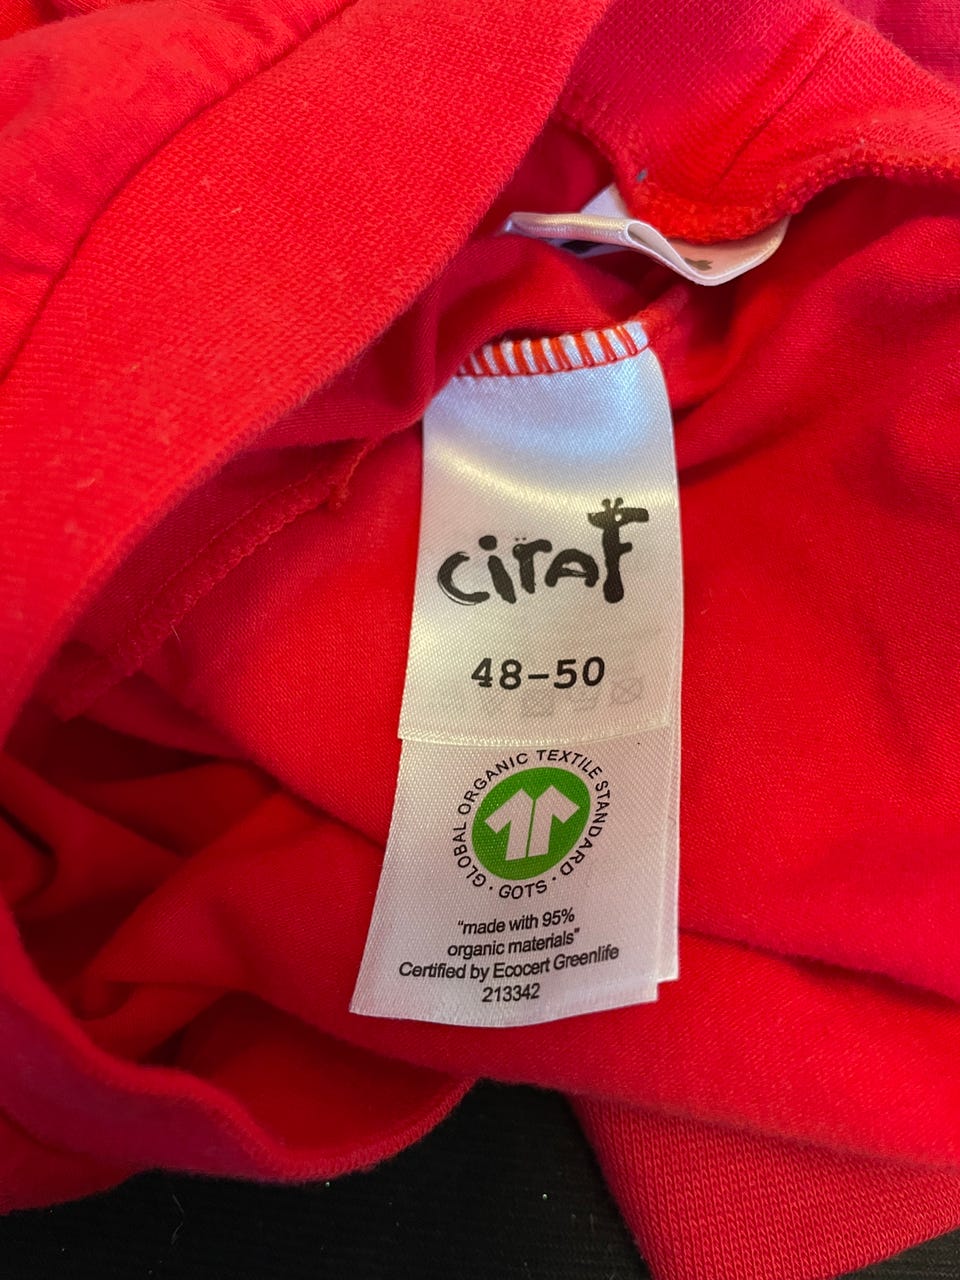 ciraF
48-50
GLOBAL ORGANIC TEXTILE STANDARD · GOTS ·
"made with 95%
organic materials"
Certified by Ecocert Greenlife
213342